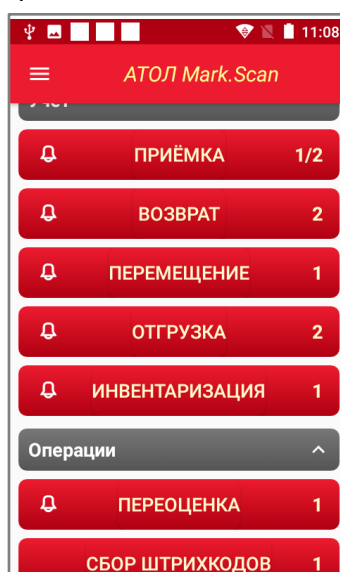 11:08
АТОЛ Mark.Scan
ПРИЁМКА 1/2
ВОЗВРАТ 2
ПЕРЕМЕЩЕНИЕ 1
ОТГРУЗКА 2
ИНВЕНТАРИЗАЦИЯ 1
Операции
ПЕРЕОЦЕНКА 1
СБОР ШТРИХКОДОВ 1